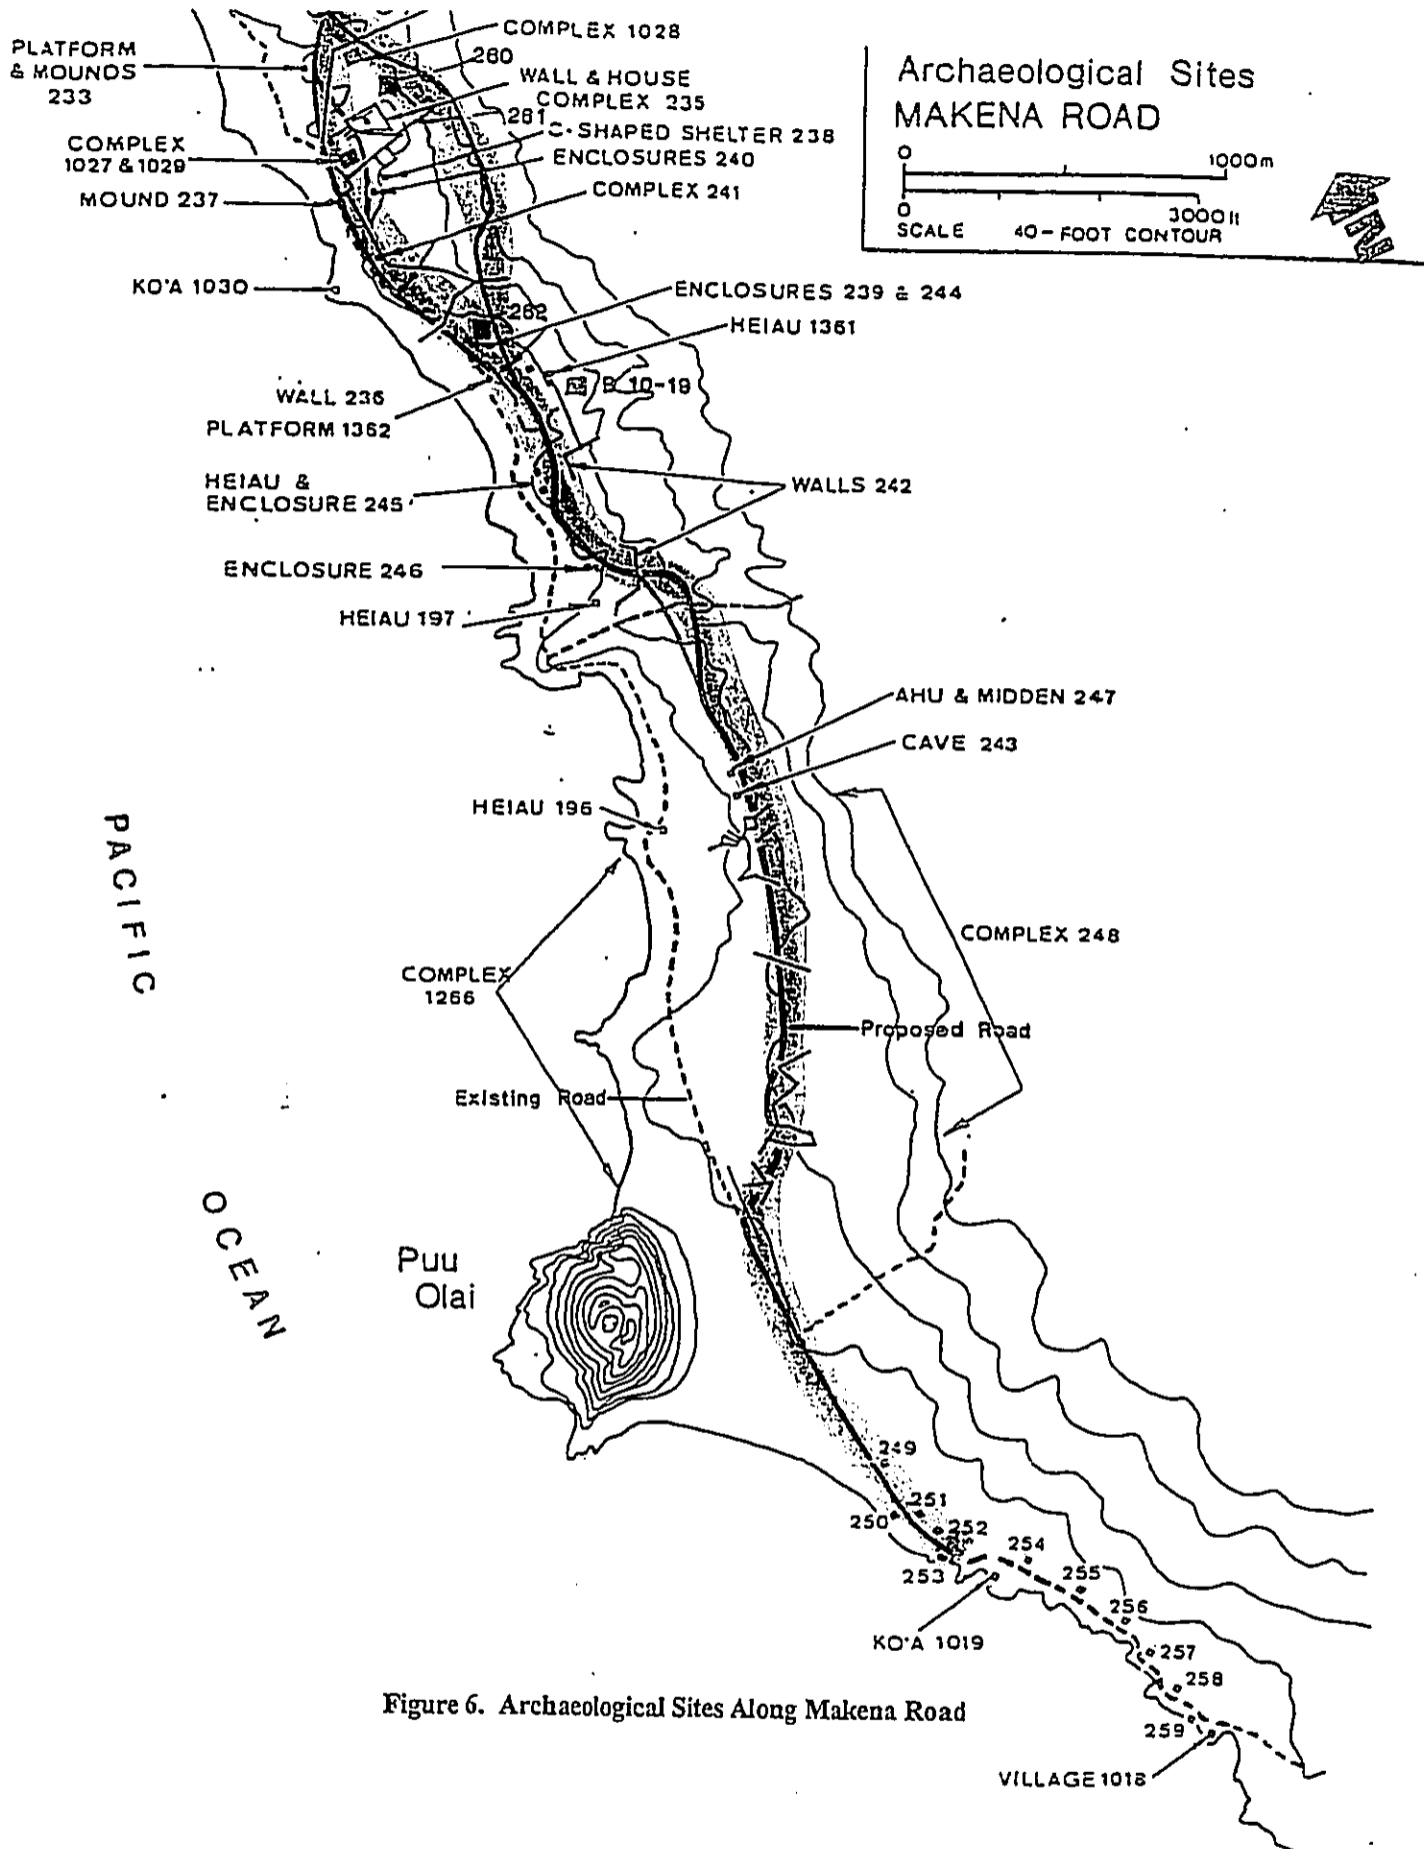 Archaeological Sites
MAKENA ROAD
0 1000m
0 3000 ft
SCALE 40-FOOT CONTOUR
COMPLEX 1028
PLATFORM
& MOUNDS
233
280
WALL & HOUSE
COMPLEX 235
281
C-SHAPED SHELTER 238
COMPLEX
1027 & 1029
ENCLOSURES 240
MOUND 237
COMPLEX 241
KO'A 1030
ENCLOSURES 239 & 244
282
HEIAU 1361
B 10-19
WALL 236
PLATFORM 1362
HEIAU &
ENCLOSURE 245
WALLS 242
ENCLOSURE 246
HEIAU 197
AHU & MIDDEN 247
CAVE 243
HEIAU 196
PACIFIC
COMPLEX 248
COMPLEX
1266
Proposed Road
Existing Road
OCEAN
Puu
Olai
249
251
250
252
254
253
255
256
KO'A 1019
257
258
259
VILLAGE 1018
Figure 6. Archaeological Sites Along Makena Road